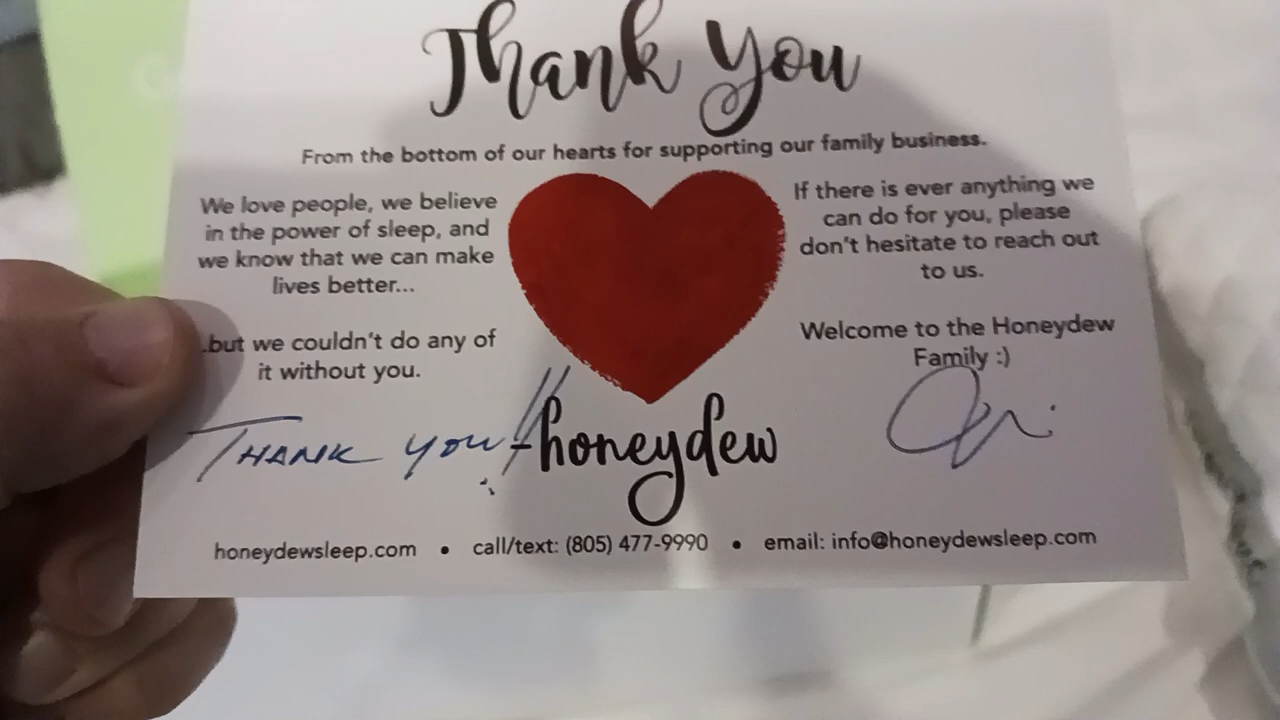 Thank You
From the bottom of our hearts for supporting our family business.
We love people, we believe
in the power of sleep, and
we know that we can make
lives better...
..but we couldn't do any of
it without you.
THANK YOU!!
If there is ever anything we
can do for you, please
don't hesitate to reach out
to us.
Welcome to the Honeydew
Family :)
honeydew
honeydewsleep.com • call/text: (805) 477-9990 • email: info@honeydewsleep.com